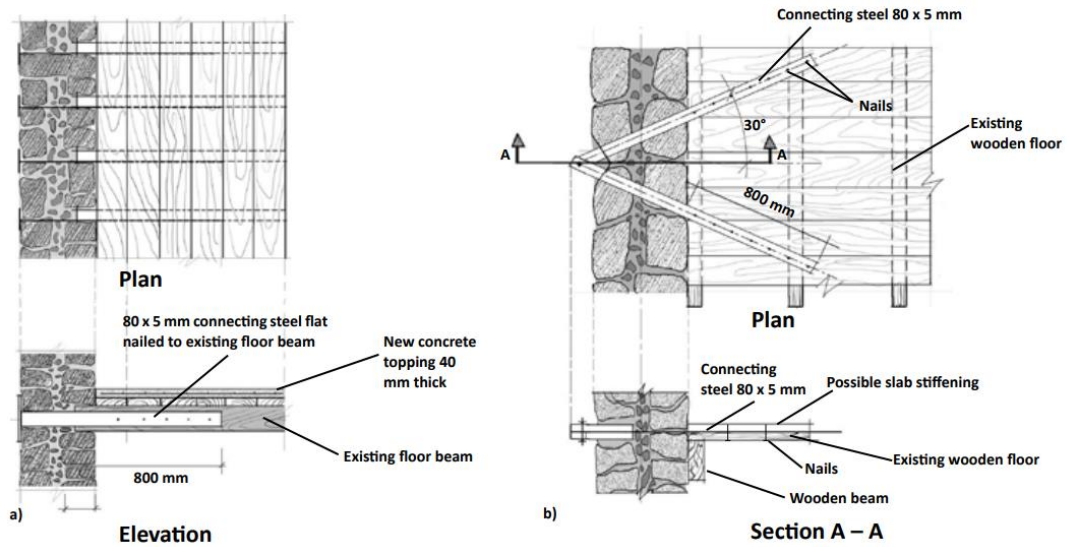 Plan
80 x 5 mm connecting steel flat
nailed to existing floor beam
New concrete
topping 40
mm thick
Existing floor beam
800 mm
a)
Elevation
Connecting steel 80 x 5 mm
Nails
30°
Existing
wooden floor
A
A
800 mm
Plan
Connecting
steel 80 x 5 mm
Possible slab stiffening
Existing wooden floor
Nails
Wooden beam
b)
Section A – A